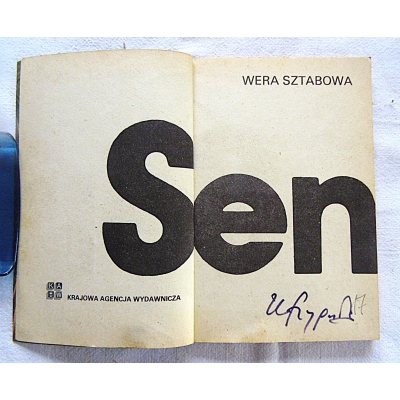 WERA SZTABOWA
Sen
KRAJOWA AGENCJA WYDAWNICZA